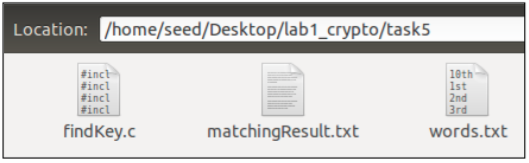 Location: /home/seed/Desktop/lab1_crypto/task5
#incl 10th
#incl 1st
#incl 2nd
#incl 3rd
findKey.c matchingResult.txt words.txt